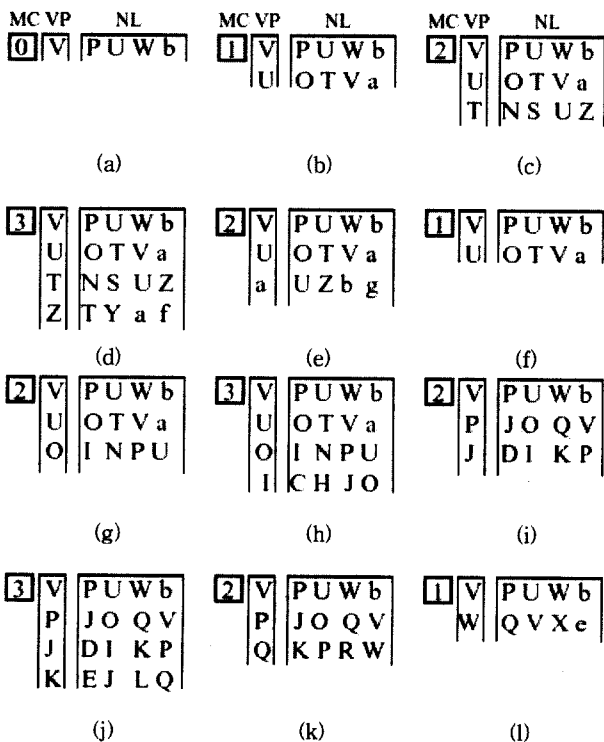 MC VP NL MC VP NL MC VP NL
0 V P U W b 1 V P U W b 2 V P U W b
U O T V a U O T V a
T N S U Z
(a) (b) (c)
3 V P U W b 2 V P U W b 1 V P U W b
U O T V a U O T V a U O T V a
T N S U Z a U Z b g
Z T Y a f
(d) (e) (f)
2 V P U W b 3 V P U W b 2 V P U W b
U O T V a U O T V a P J O Q V
O I N P U O I N P U J D I K P
I C H J O
(g) (h) (i)
3 V P U W b 2 V P U W b 1 V P U W b
P J O Q V P J O Q V W Q V X e
J D I K P Q K P R W
K E J L Q
(j) (k) (l)